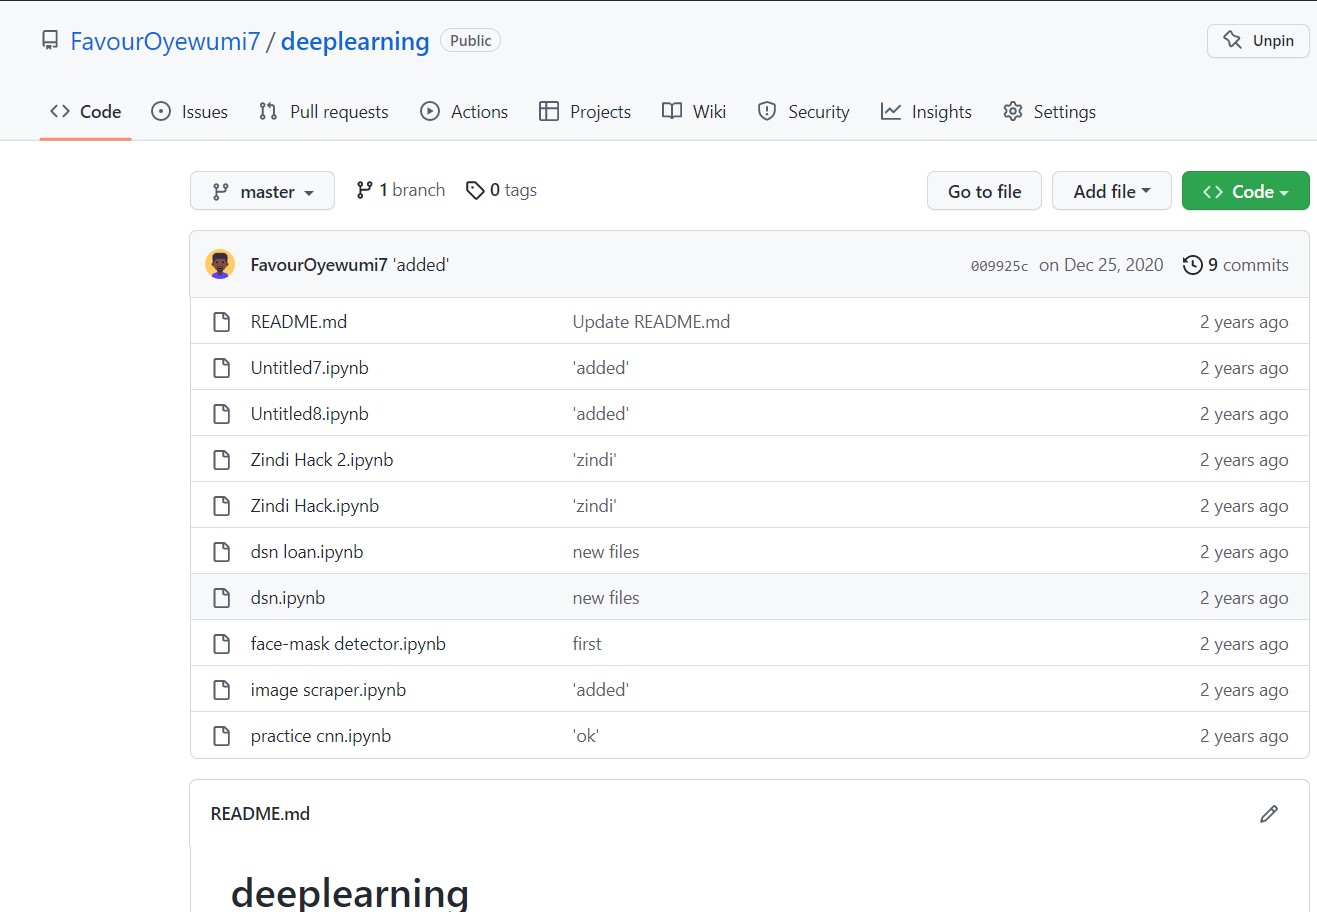 FavourOyewumi7 / deeplearning Public Unpin
Code Issues Pull requests Actions Projects Wiki Security Insights Settings
master 1 branch 0 tags Go to file Add file Code
FavourOyewumi7 'added' 009925c on Dec 25, 2020 9 commits
README.md Update README.md 2 years ago
Untitled7.ipynb 'added' 2 years ago
Untitled8.ipynb 'added' 2 years ago
Zindi Hack 2.ipynb 'zindi' 2 years ago
Zindi Hack.ipynb 'zindi' 2 years ago
dsn loan.ipynb new files 2 years ago
dsn.ipynb new files 2 years ago
face-mask detector.ipynb first 2 years ago
image scraper.ipynb 'added' 2 years ago
practice cnn.ipynb 'ok' 2 years ago
README.md
deeplearning